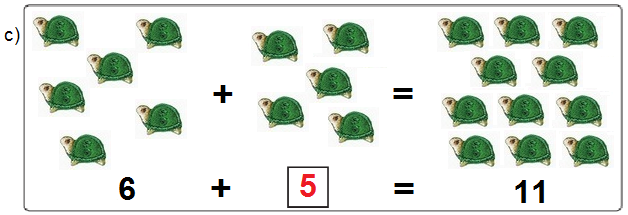 c)
+ =
6 + 5 = 11